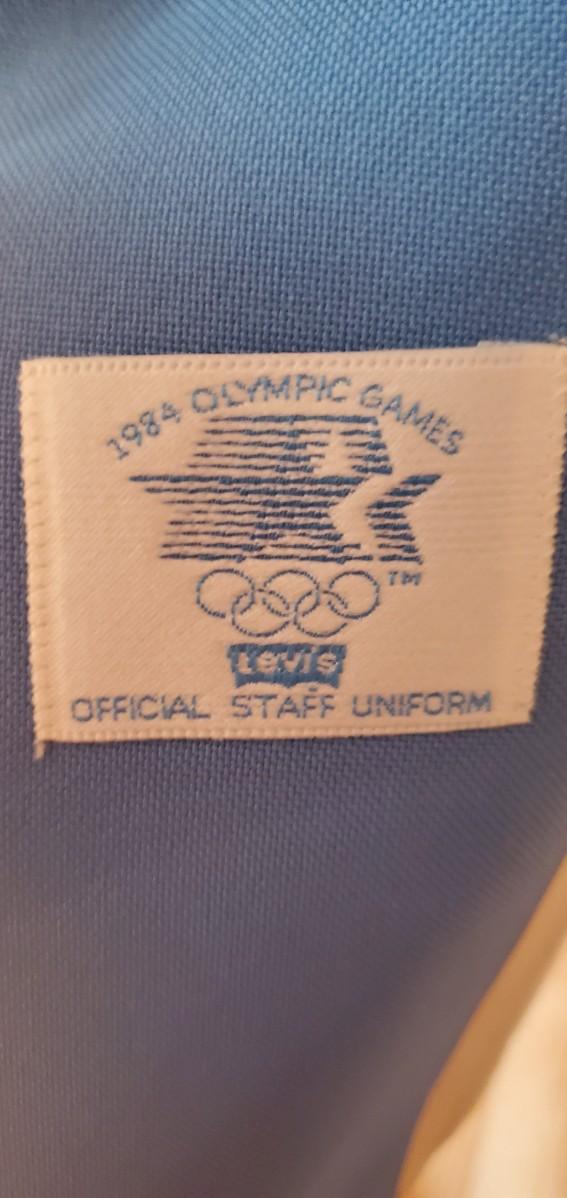 1984 OLYMPIC GAMES
TM
Levi's
OFFICIAL STAFF UNIFORM